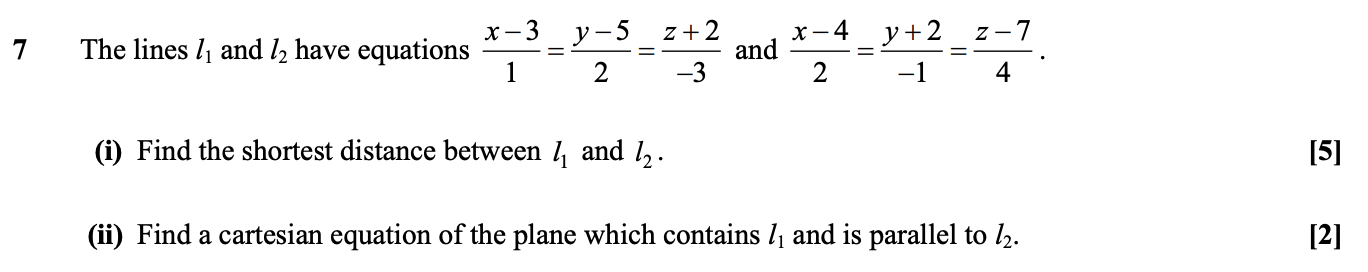 7 The lines l₁ and l₂ have equations (x − 3)/1 = (y − 5)/2 = (z + 2)/−3 and (x − 4)/2 = (y + 2)/−1 = (z − 7)/4 .
(i) Find the shortest distance between l₁ and l₂. [5]
(ii) Find a cartesian equation of the plane which contains l₁ and is parallel to l₂. [2]